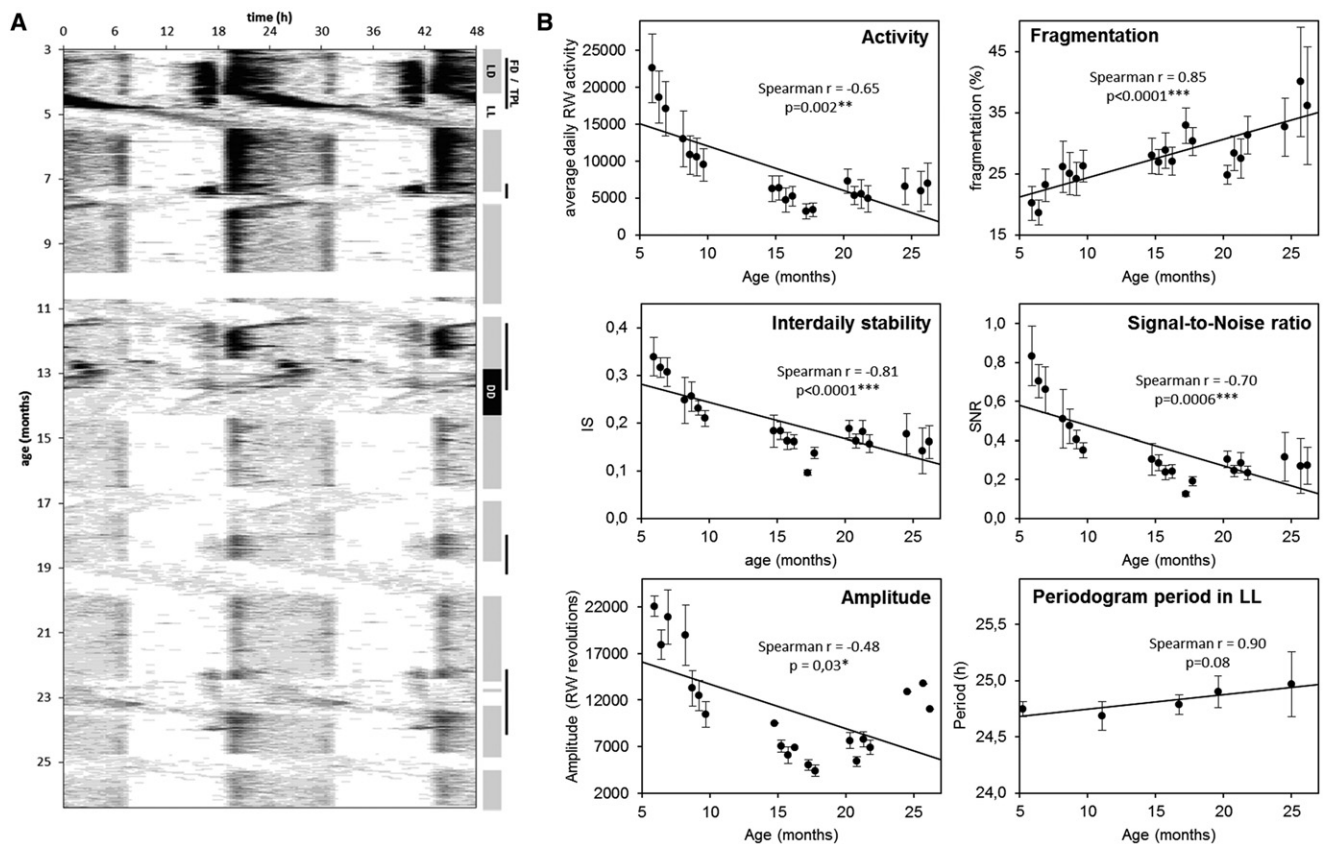 A
time (h)
0 6 12 18 24 30 36 42 48
3
5
7
9
11
13
15
17
19
21
23
25
age (months)
LD
FD / TPL
LL
DD
B
Activity
Spearman r = -0.65
p=0.002**
25000
20000
15000
10000
5000
0
average daily RW activity
5 10 15 20 25
Age (months)
Fragmentation
Spearman r = 0.85
p<0.0001***
45
35
25
15
fragmentation (%)
5 10 15 20 25
Age (months)
Interdaily stability
Spearman r = -0.81
p<0.0001***
0,4
0,3
0,2
0,1
0,0
IS
5 10 15 20 25
age (months)
Signal-to-Noise ratio
Spearman r = -0.70
p=0.0006***
1,0
0,8
0,6
0,4
0,2
0,0
SNR
5 10 15 20 25
Age (months)
Amplitude
Spearman r = -0.48
p = 0,03*
22000
17000
12000
7000
2000
Amplitude (RW revolutions)
5 10 15 20 25
Age (months)
Periodogram period in LL
Spearman r = 0.90
p=0.08
25,5
25,0
24,5
24,0
Period (h)
5 10 15 20 25
Age (months)